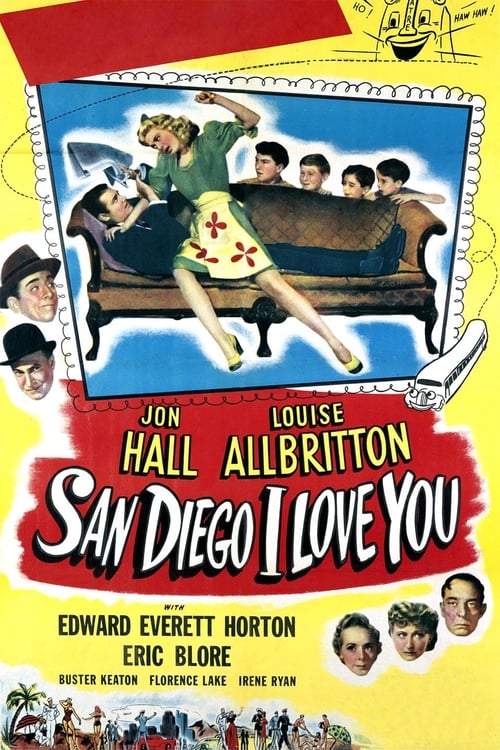 HO!
HAW HAW!
JON LOUISE
HALL ALLBRITTON
SAN DIEGO I LOVE YOU
WITH
EDWARD EVERETT HORTON
ERIC BLORE
BUSTER KEATON FLORENCE LAKE IRENE RYAN